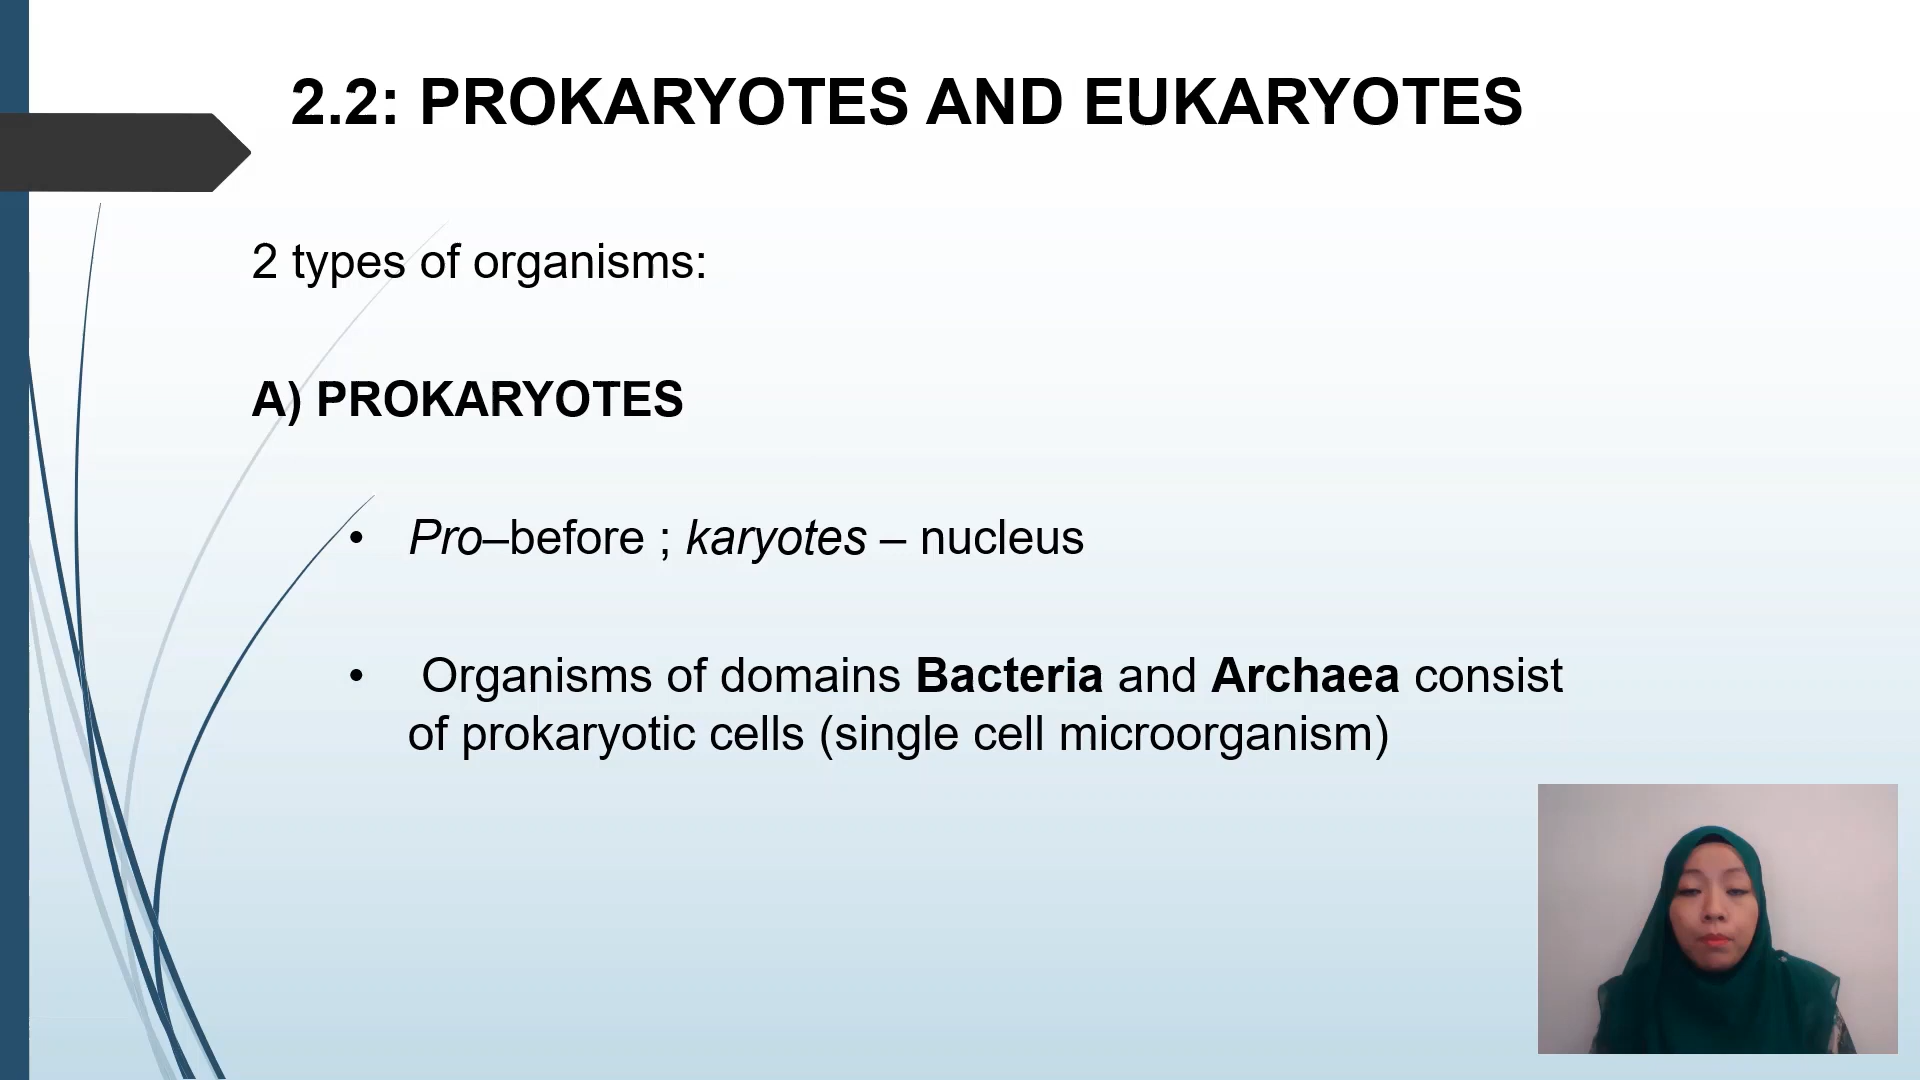 2.2: PROKARYOTES AND EUKARYOTES
2 types of organisms:
A) PROKARYOTES
• Pro–before ; karyotes – nucleus
• Organisms of domains Bacteria and Archaea consist
of prokaryotic cells (single cell microorganism)